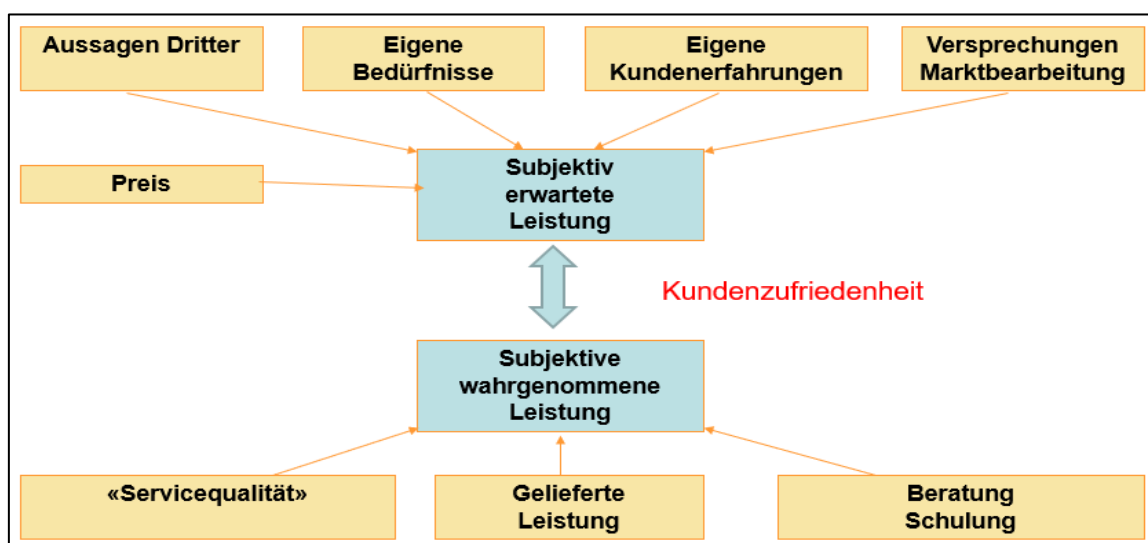 Aussagen Dritter
Eigene
Bedürfnisse
Eigene
Kundenerfahrungen
Versprechungen
Marktbearbeitung
Preis
Subjektiv
erwartete
Leistung
Kundenzufriedenheit
Subjektive
wahrgenommene
Leistung
«Servicequalität»
Gelieferte
Leistung
Beratung
Schulung